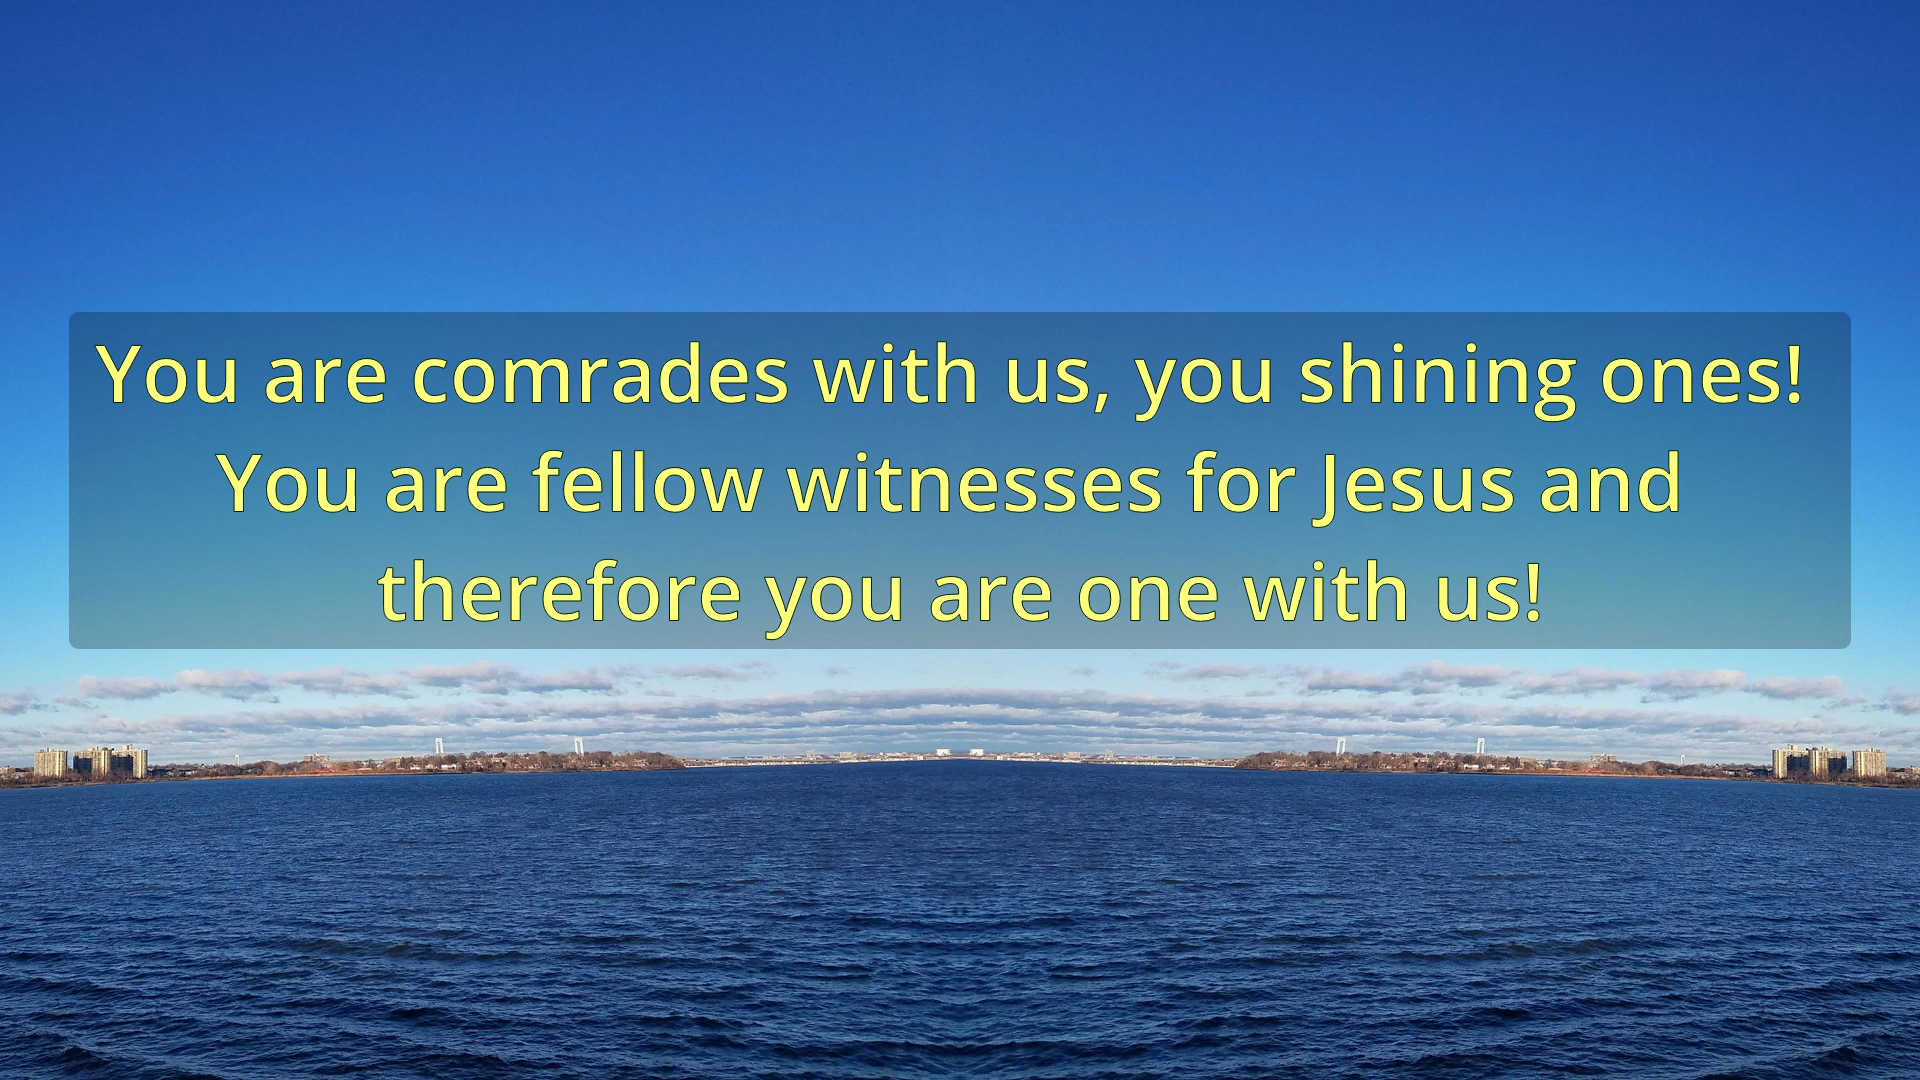 You are comrades with us, you shining ones!
You are fellow witnesses for Jesus and
therefore you are one with us!